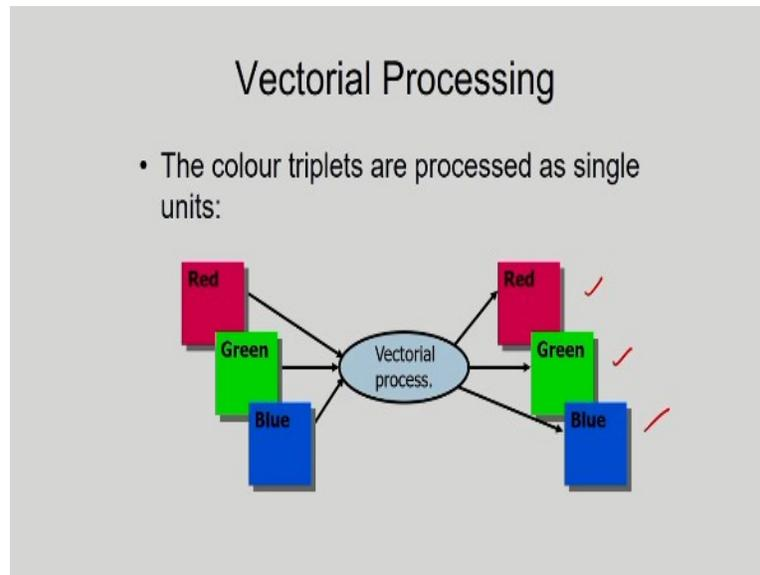 Vectorial Processing
• The colour triplets are processed as single
units:
Red
Green
Blue
Vectorial
process.
Red
Green
Blue